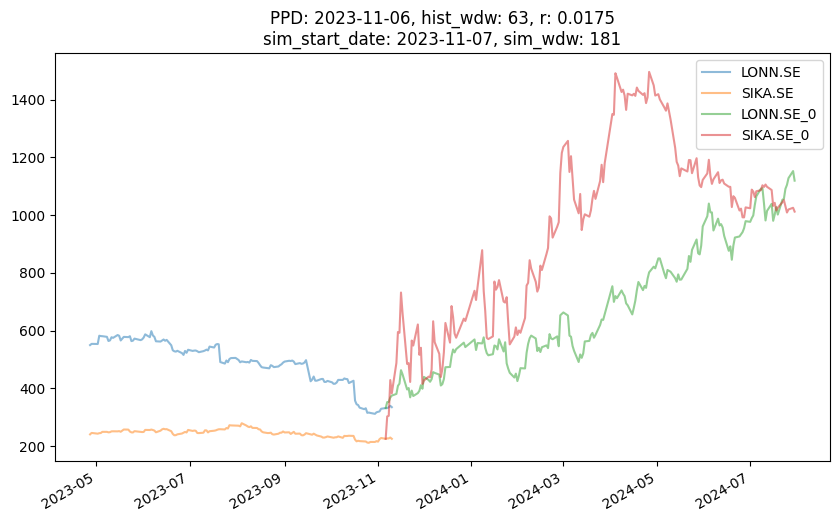 PPD: 2023-11-06, hist_wdw: 63, r: 0.0175
sim_start_date: 2023-11-07, sim_wdw: 181
LONN.SE
SIKA.SE
LONN.SE_0
SIKA.SE_0
1400
1200
1000
800
600
400
200
2023-05
2023-07
2023-09
2023-11
2024-01
2024-03
2024-05
2024-07